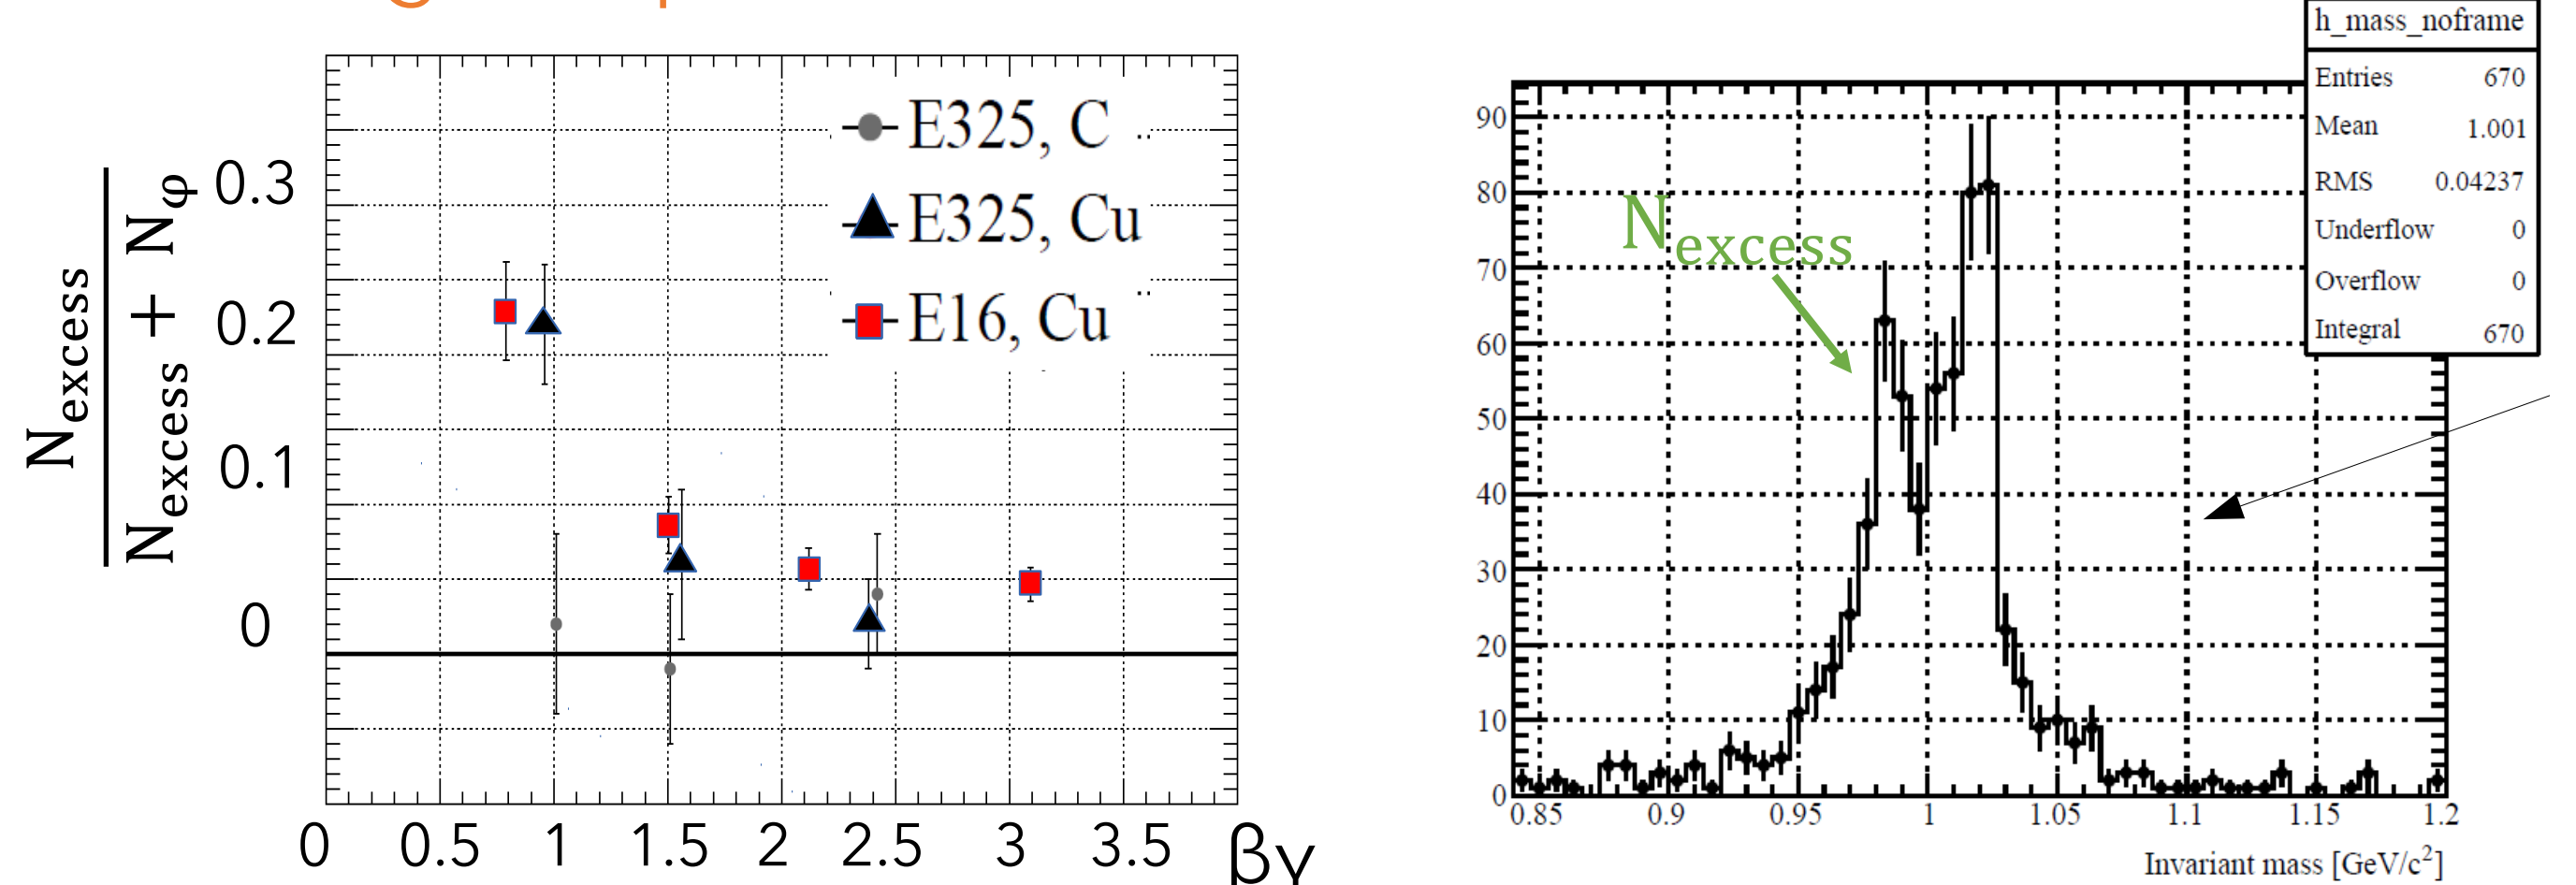 N_excess
N_excess + N_φ
0.3
0.2
0.1
0
0 0.5 1 1.5 2 2.5 3 3.5 βγ
E325, C
E325, Cu
E16, Cu
N_excess
h_mass_noframe
Entries 670
Mean 1.001
RMS 0.04237
Underflow 0
Overflow 0
Integral 670
90
80
70
60
50
40
30
20
10
0
0.85 0.9 0.95 1 1.05 1.1 1.15 1.2
Invariant mass [GeV/c²]